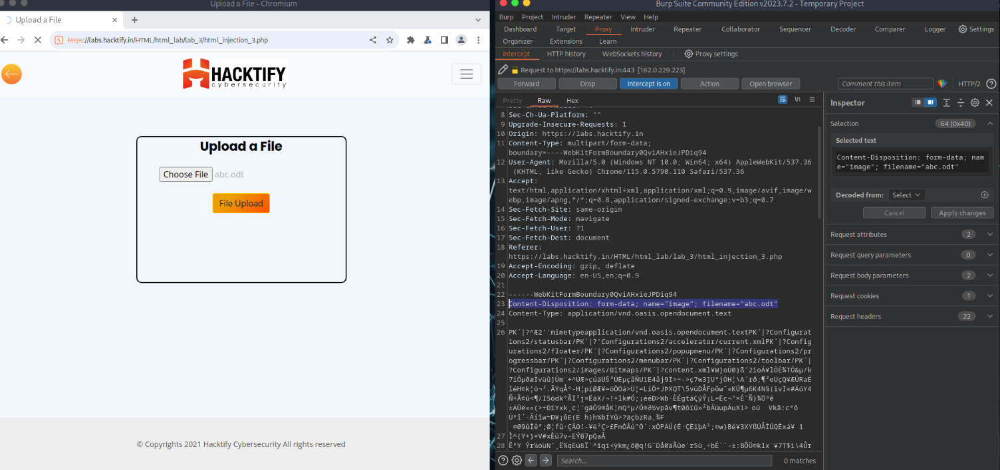 Upload a File - Chromium
Upload a File
https://labs.hacktify.in/HTML/html_lab/lab_3/html_injection_3.php
HACKTIFY
cybersecurity
Upload a File
Choose File abc.odt
File Upload
© Copyrights 2021 Hacktify Cybersecurity All rights reserved
Burp Suite Community Edition v2023.7.2 - Temporary Project
Burp Project Intruder Repeater View Help
Dashboard Target Proxy Intruder Repeater Collaborator Sequencer Decoder Comparer Logger Settings
Organizer Extensions Learn
Intercept HTTP history WebSockets history Proxy settings
Request to https://labs.hacktify.in:443 [162.0.229.223]
Forward Drop Intercept is on Action Open browser Comment this item HTTP/2
Pretty Raw Hex
8 Sec-Ch-Ua-Platform: ""
9 Upgrade-Insecure-Requests: 1
10 Origin: https://labs.hacktify.in
11 Content-Type: multipart/form-data;
boundary=----WebKitFormBoundary0QviAHxieJPDiq94
12 User-Agent: Mozilla/5.0 (Windows NT 10.0; Win64; x64) AppleWebKit/537.36
(KHTML, like Gecko) Chrome/115.0.5790.110 Safari/537.36
13 Accept:
text/html,application/xhtml+xml,application/xml;q=0.9,image/avif,image/w
ebp,image/apng,*/*;q=0.8,application/signed-exchange;v=b3;q=0.7
14 Sec-Fetch-Site: same-origin
15 Sec-Fetch-Mode: navigate
16 Sec-Fetch-User: ?1
17 Sec-Fetch-Dest: document
18 Referer:
https://labs.hacktify.in/HTML/html_lab/lab_3/html_injection_3.php
19 Accept-Encoding: gzip, deflate
20 Accept-Language: en-US,en;q=0.9
21
22 ------WebKitFormBoundary0QviAHxieJPDiq94
23 Content-Disposition: form-data; name="image"; filename="abc.odt"
24 Content-Type: application/vnd.oasis.opendocument.text
25
26
PK´|?^Æ2''mimetypeapplication/vnd.oasis.opendocument.textPK´|?Configurat
ions2/statusbar/PK´|?'Configurations2/accelerator/current.xmlPK´|?Config
urations2/floater/PK´|?Configurations2/popupmenu/PK´|?Configurations2/pr
ogressbar/PK´|?Configurations2/menubar/PK´|?Configurations2/toolbar/PK´|
?Configurations2/images/Bitmaps/PK´|?content.xml
27
28
Search... 0 matches
Inspector
Selection 64 (0x40)
Selected text
Content-Disposition: form-data; nam
e="image"; filename="abc.odt"
Decoded from: Select
Cancel Apply changes
Request attributes 2
Request query parameters 0
Request body parameters 2
Request cookies 1
Request headers 22